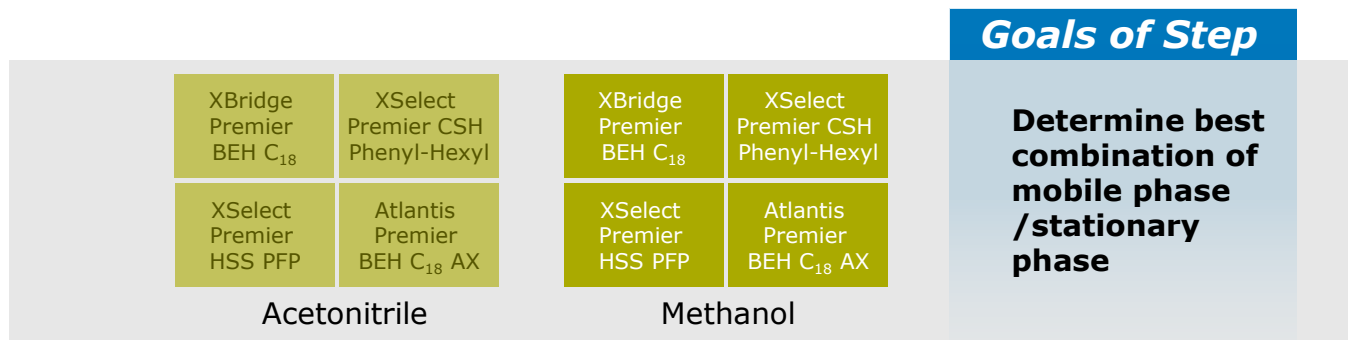 Goals of Step
XBridge
Premier
BEH C₁₈
XSelect
Premier CSH
Phenyl-Hexyl
XSelect
Premier
HSS PFP
Atlantis
Premier
BEH C₁₈ AX
Acetonitrile
XBridge
Premier
BEH C₁₈
XSelect
Premier CSH
Phenyl-Hexyl
XSelect
Premier
HSS PFP
Atlantis
Premier
BEH C₁₈ AX
Methanol
Determine best
combination of
mobile phase
/stationary
phase